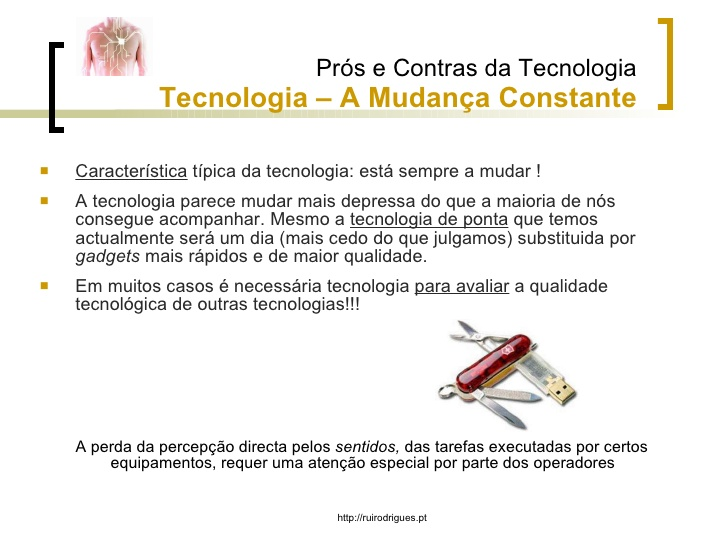 Prós e Contras da Tecnologia
Tecnologia – A Mudança Constante
Característica típica da tecnologia: está sempre a mudar !
A tecnologia parece mudar mais depressa do que a maioria de nós
consegue acompanhar. Mesmo a tecnologia de ponta que temos
actualmente será um dia (mais cedo do que julgamos) substituida por
gadgets mais rápidos e de maior qualidade.
Em muitos casos é necessária tecnologia para avaliar a qualidade
tecnológica de outras tecnologias!!!
A perda da percepção directa pelos sentidos, das tarefas executadas por certos
equipamentos, requer uma atenção especial por parte dos operadores
http://ruirodrigues.pt